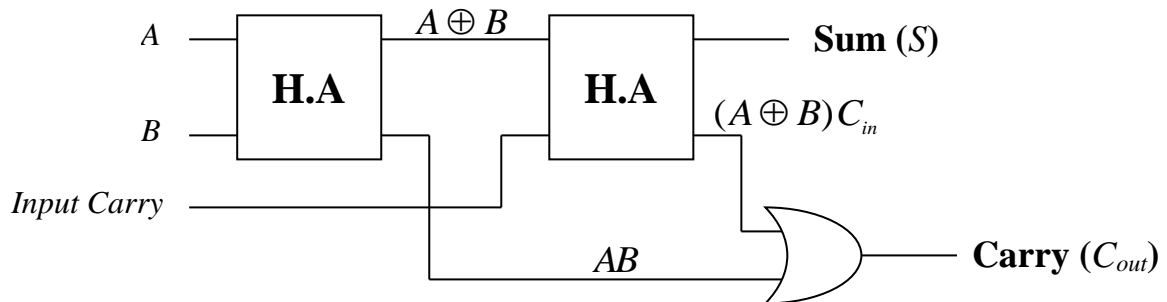 A
A ⊕ B
Sum (S)
H.A
H.A
B
(A ⊕ B) C_in
Input Carry
AB
Carry (C_out)